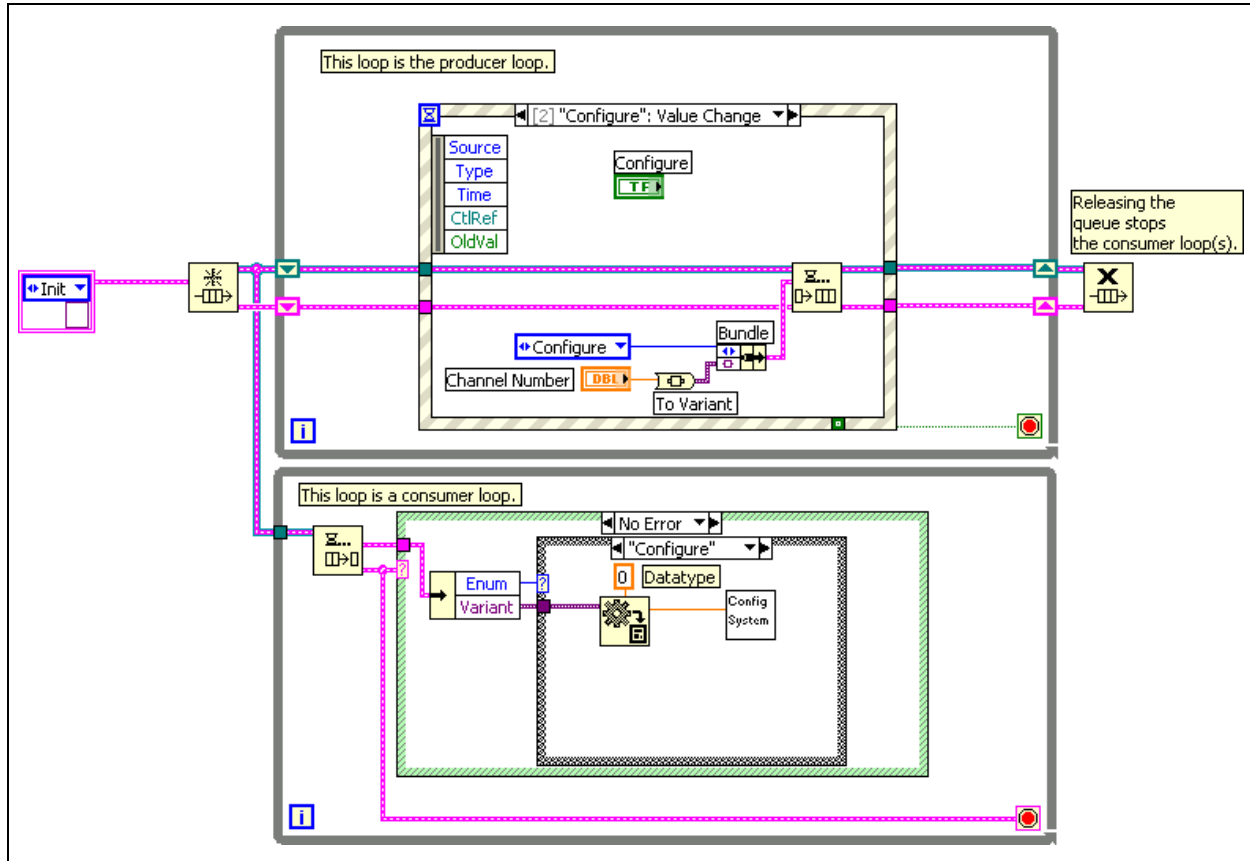 This loop is the producer loop.
[2] "Configure": Value Change
Source
Type
Time
CtlRef
OldVal
Configure
TF
Releasing the
queue stops
the consumer loop(s).
Init
Configure
Bundle
Channel Number
DBL
To Variant
i
This loop is a consumer loop.
No Error
"Configure"
0 Datatype
Enum
Variant
?
?
Config
System
i